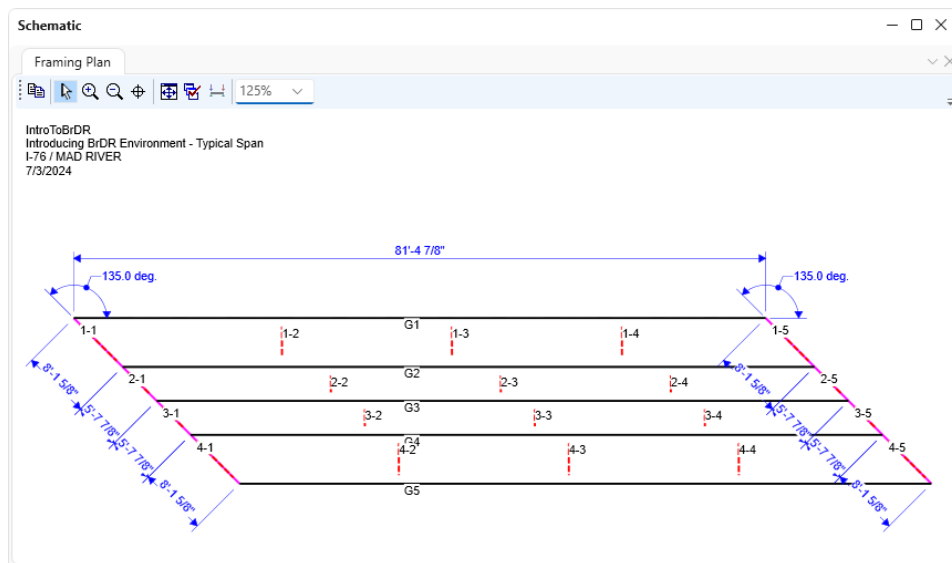 Schematic
Framing Plan
125%
IntroToBrDR
Introducing BrDR Environment - Typical Span
I-76 / MAD RIVER
7/3/2024
81'-4 7/8"
135.0 deg.
135.0 deg.
G1
1-1
1-2
1-3
1-4
1-5
8'-1 5/8"
8'-1 5/8"
G2
2-1
2-2
2-3
2-4
2-5
5'-7 7/8"
5'-7 7/8"
G3
3-1
3-2
3-3
3-4
3-5
5'-7 7/8"
5'-7 7/8"
G4
4-1
4-2
4-3
4-4
4-5
8'-1 5/8"
8'-1 5/8"
G5